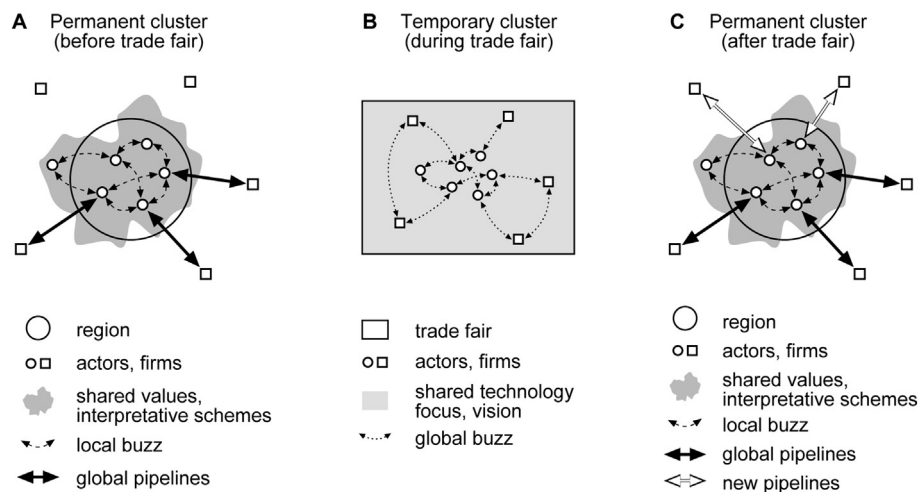 A Permanent cluster
(before trade fair)
B Temporary cluster
(during trade fair)
C Permanent cluster
(after trade fair)
region
actors, firms
shared values,
interpretative schemes
local buzz
global pipelines
trade fair
actors, firms
shared technology
focus, vision
global buzz
region
actors, firms
shared values,
interpretative schemes
local buzz
global pipelines
new pipelines